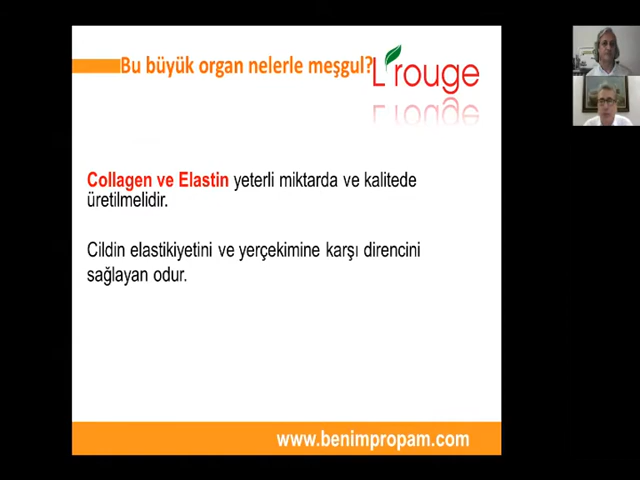 Bu büyük organ nelerle meşgul?
L'rouge
Collagen ve Elastin yeterli miktarda ve kalitede
üretilmelidir.
Cildin elastikiyetini ve yerçekimine karşı direncini
sağlayan odur.
www.benimpropam.com